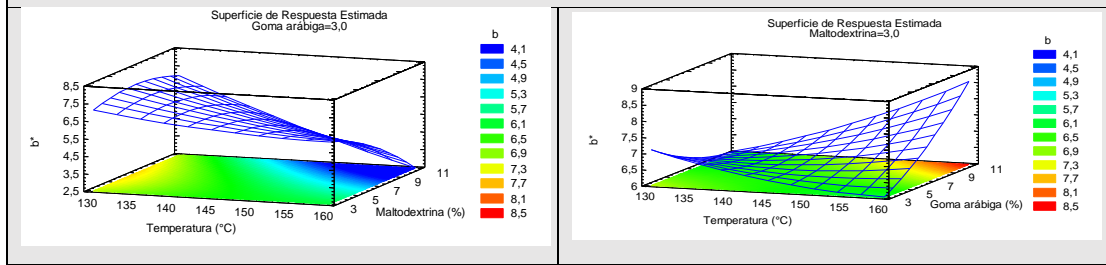 Superficie de Respuesta Estimada
Goma arábiga=3,0
b
4,1
4,5
4,9
5,3
5,7
6,1
6,5
6,9
7,3
7,7
8,1
8,5
b*
8,5
7,5
6,5
5,5
4,5
3,5
2,5
130 135 140 145 150 155 160
Temperatura (°C)
3 5 7 9 11
Maltodextrina (%)
Superficie de Respuesta Estimada
Maltodextrina=3,0
b
4,1
4,5
4,9
5,3
5,7
6,1
6,5
6,9
7,3
7,7
8,1
8,5
b*
9
8,5
8
7,5
7
6,5
6
130 135 140 145 150 155 160
Temperatura (°C)
3 5 7 9 11
Goma arábiga (%)